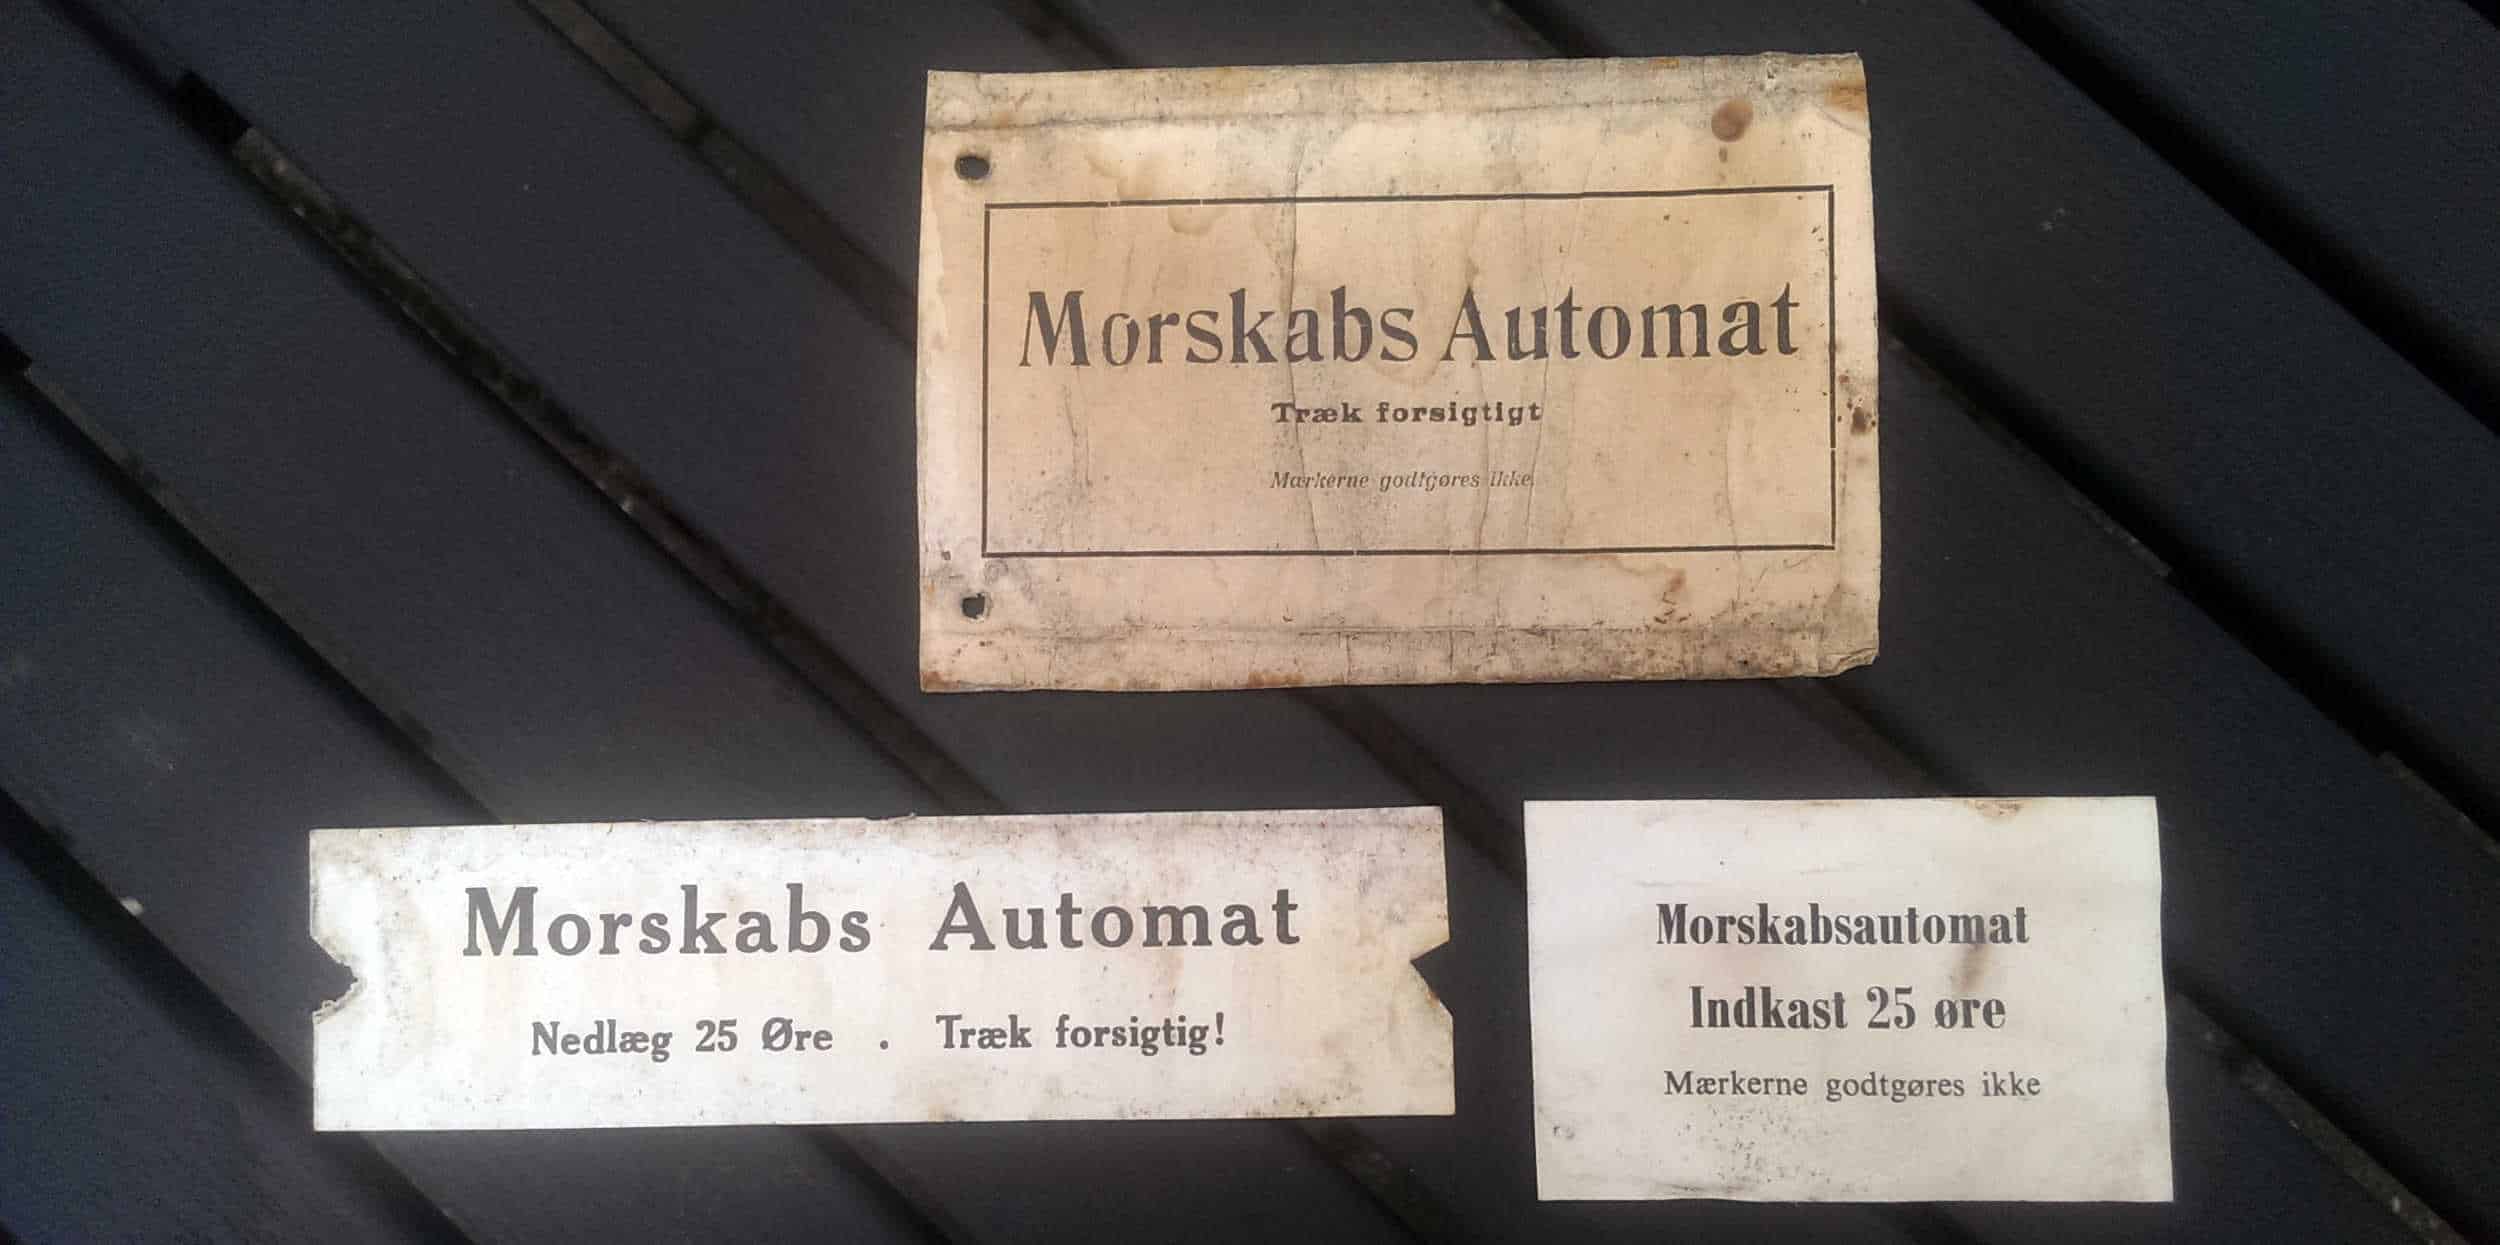 Morskabs Automat
Træk forsigtigt
Mærkerne godtgøres ikke
Morskabs Automat
Nedlæg 25 Øre . Træk forsigtig!
Morskabsautomat
Indkast 25 øre
Mærkerne godtgøres ikke